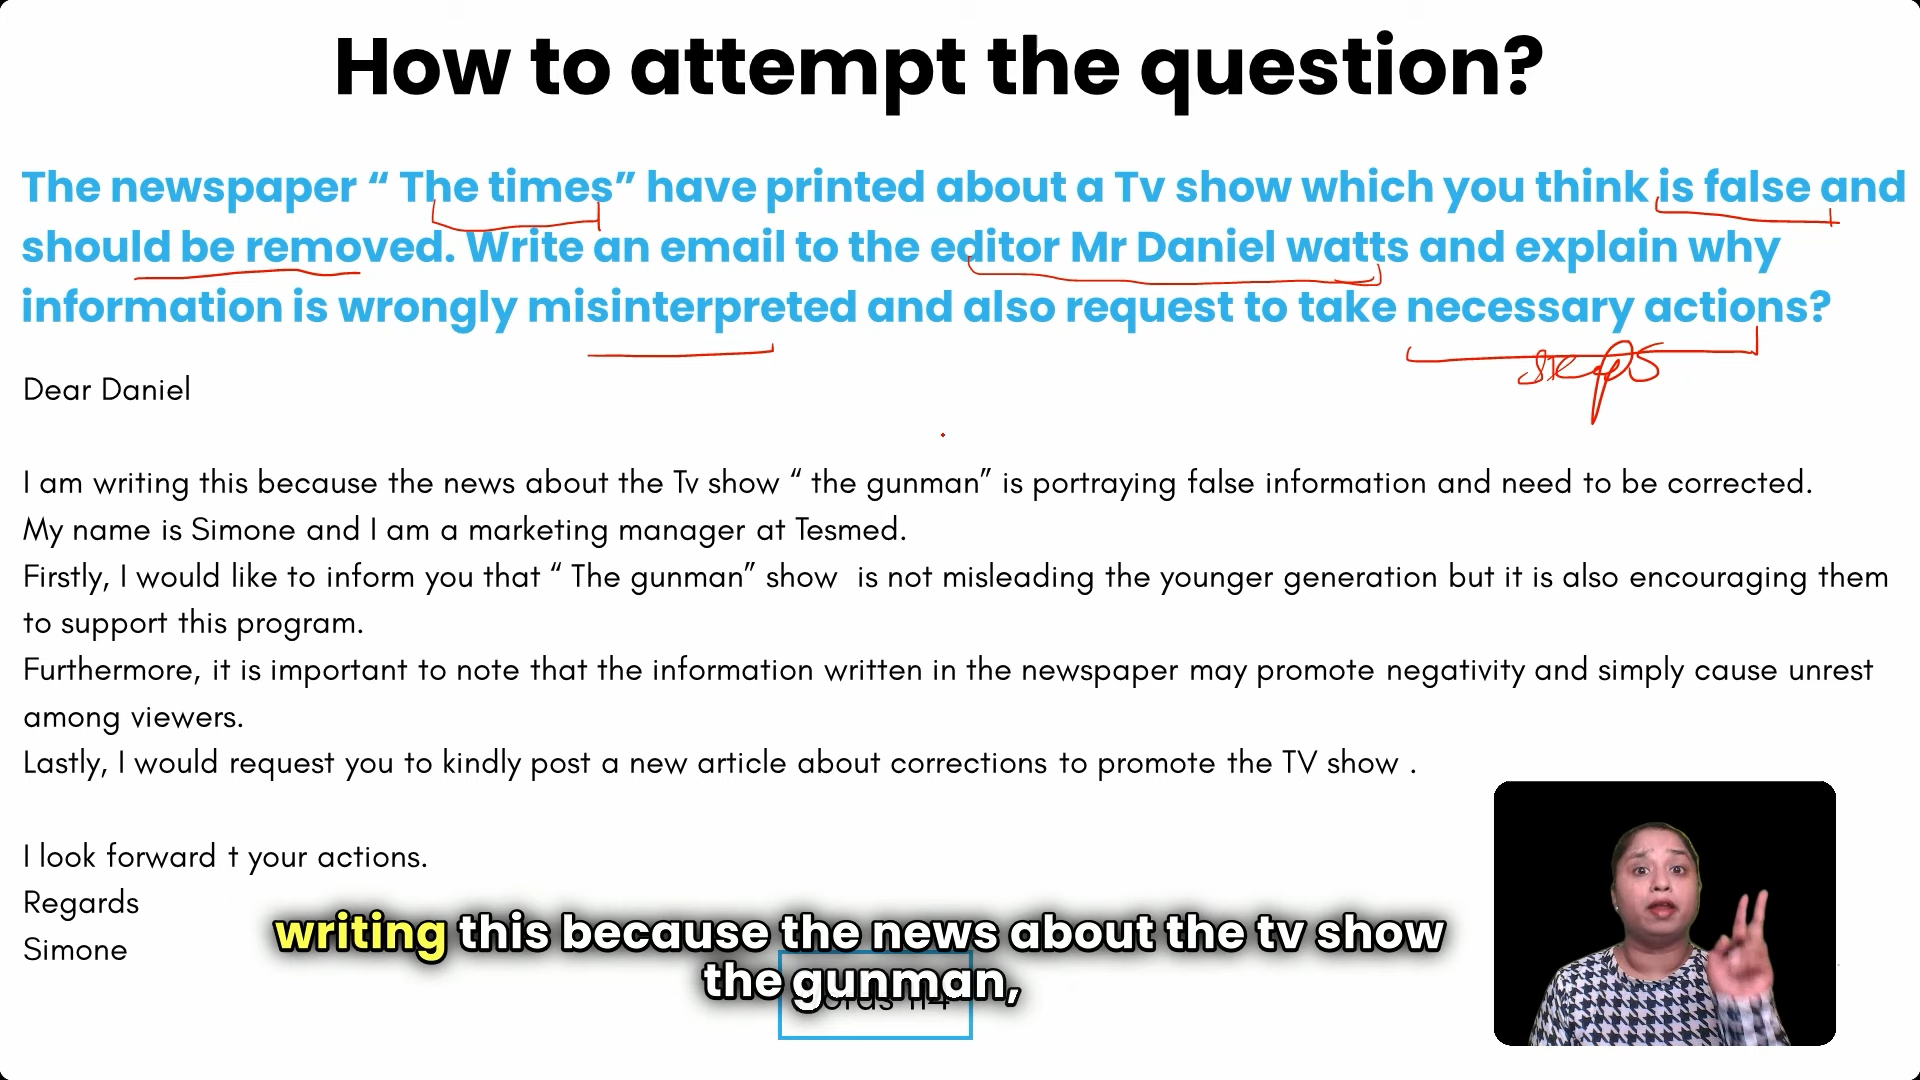 How to attempt the question?
The newspaper “ The times” have printed about a Tv show which you think is false and
should be removed. Write an email to the editor Mr Daniel watts and explain why
information is wrongly misinterpreted and also request to take necessary actions?
steps
Dear Daniel
I am writing this because the news about the Tv show “ the gunman” is portraying false information and need to be corrected.
My name is Simone and I am a marketing manager at Tesmed.
Firstly, I would like to inform you that “ The gunman” show  is not misleading the younger generation but it is also encouraging them
to support this program.
Furthermore, it is important to note that the information written in the newspaper may promote negativity and simply cause unrest
among viewers.
Lastly, I would request you to kindly post a new article about corrections to promote the TV show .
I look forward t your actions.
Regards
Simone
writing this because the news about the tv show
the gunman,